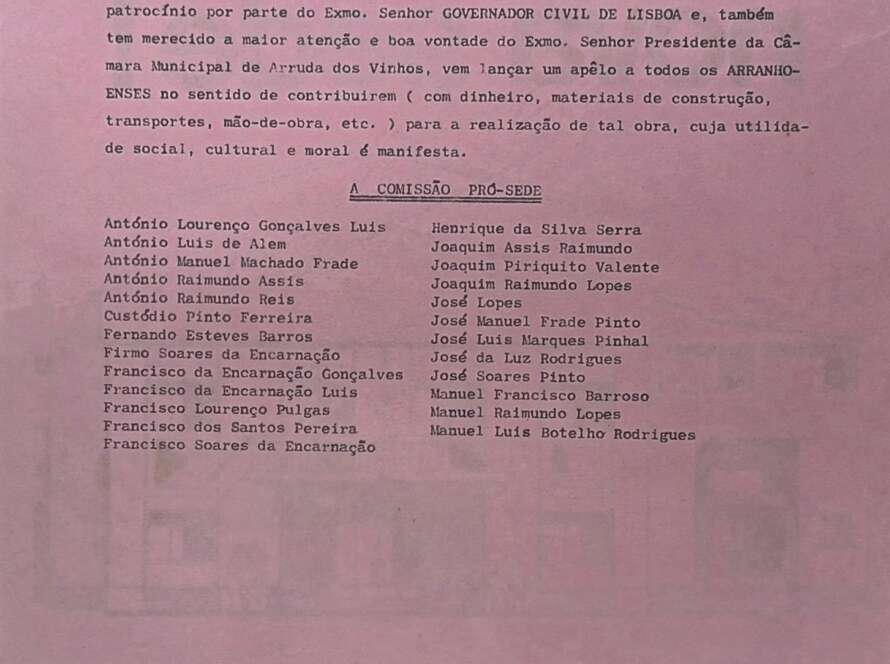 patrocínio por parte do Exmo. Senhor GOVERNADOR CIVIL DE LISBOA e, também
tem merecido a maior atenção e boa vontade do Exmo. Senhor Presidente da Câ-
mara Municipal de Arruda dos Vinhos, vem lançar um apêlo a todos os ARRANHO-
ENSES no sentido de contribuirem ( com dinheiro, materiais de construção,
transportes, mão-de-obra, etc. ) para a realização de tal obra, cuja utilida-
de social, cultural e moral é manifesta.
A COMISSÃO PRÓ-SEDE
António Lourenço Gonçalves Luis
António Luis de Alem
António Manuel Machado Frade
António Raimundo Assis
António Raimundo Reis
Custódio Pinto Ferreira
Fernando Esteves Barros
Firmo Soares da Encarnação
Francisco da Encarnação Gonçalves
Francisco da Encarnação Luis
Francisco Lourenço Pulgas
Francisco dos Santos Pereira
Francisco Soares da Encarnação
Henrique da Silva Serra
Joaquim Assis Raimundo
Joaquim Piriquito Valente
Joaquim Raimundo Lopes
José Lopes
José Manuel Frade Pinto
José Luis Marques Pinhal
José da Luz Rodrigues
José Soares Pinto
Manuel Francisco Barroso
Manuel Raimundo Lopes
Manuel Luis Botelho Rodrigues